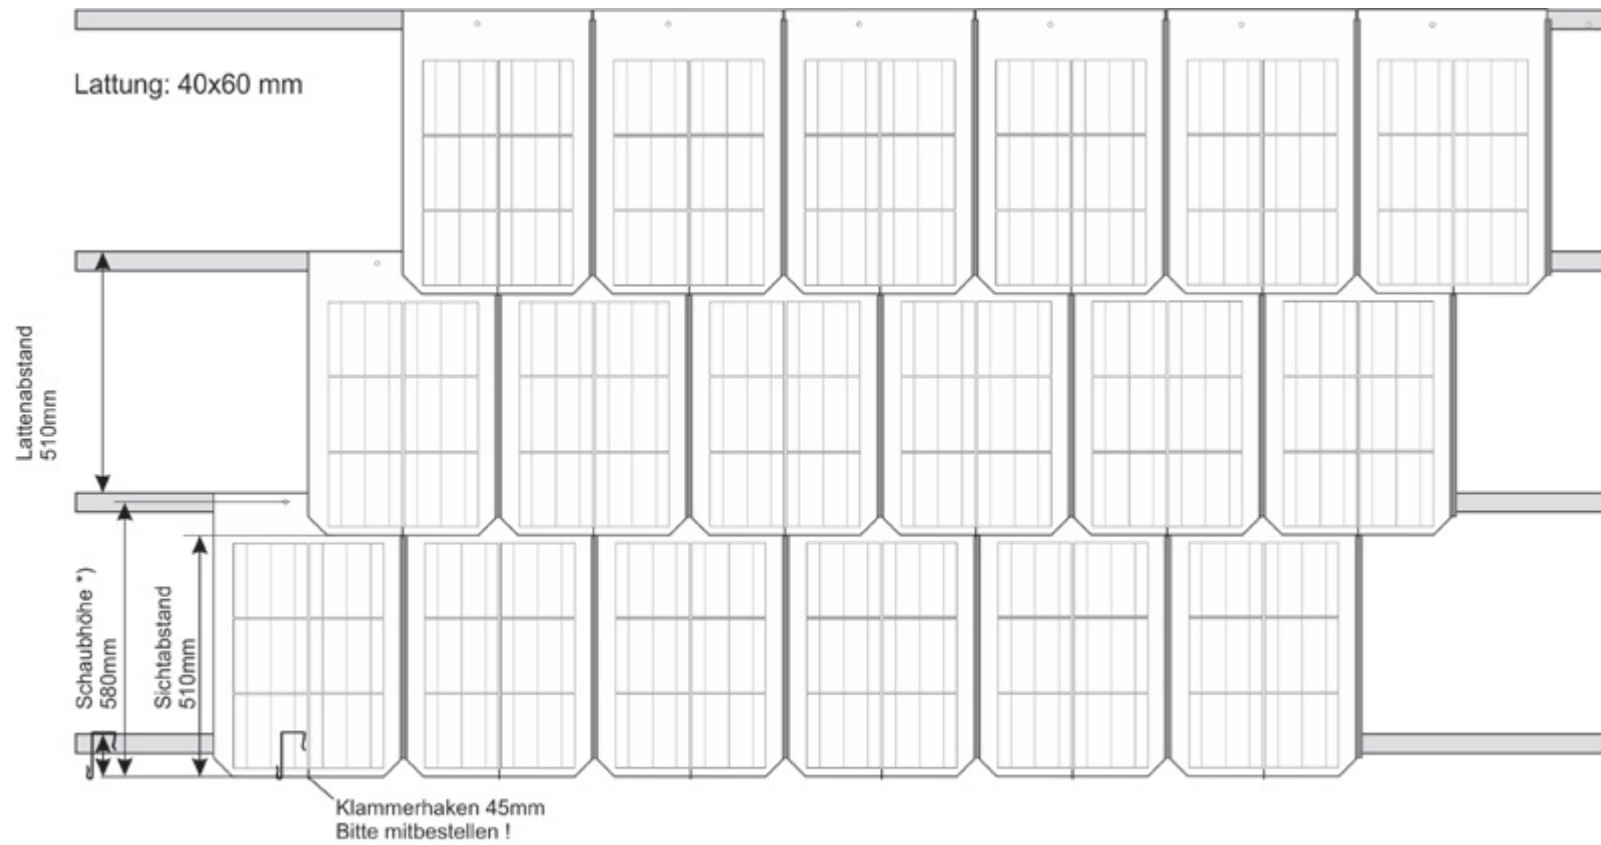 Lattung: 40x60 mm
Lattenabstand
510mm
Schaubhöhe *)
580mm
Sichtabstand
510mm
Klammerhaken 45mm
Bitte mitbestellen !